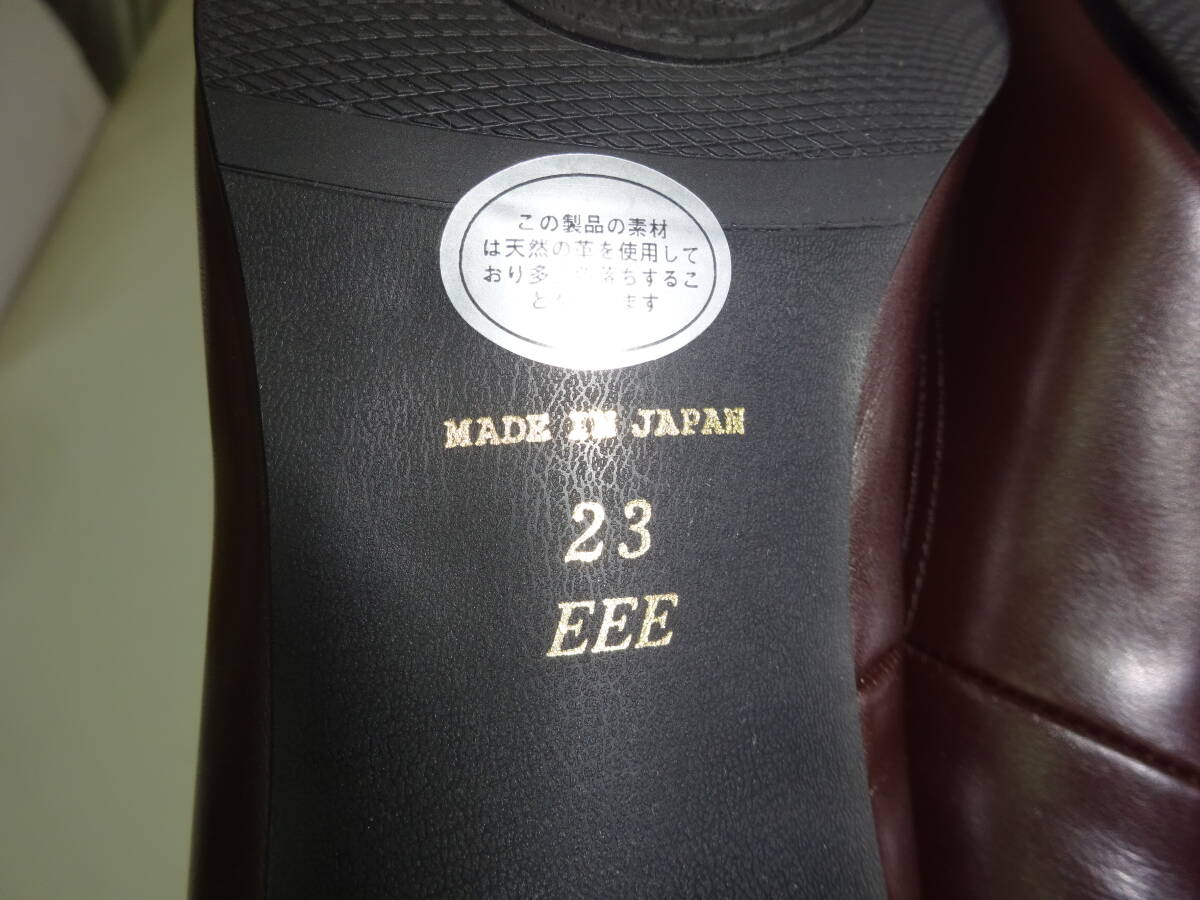 この製品の素材
は天然の革を使用して
おり多 落ちするこ
と ます
MADE IN JAPAN
23
EEE